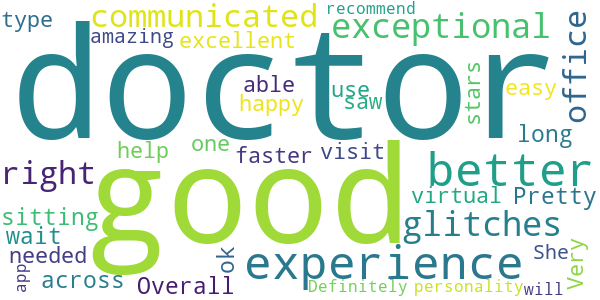 type communicated recommend
amazing excellent exceptional
doctor
office
able use stars easy
happy saw
long
help one
right faster visit better
good
sitting virtual Pretty
wait glitches
needed ok experience She Very
app across Overall Definitely personality will